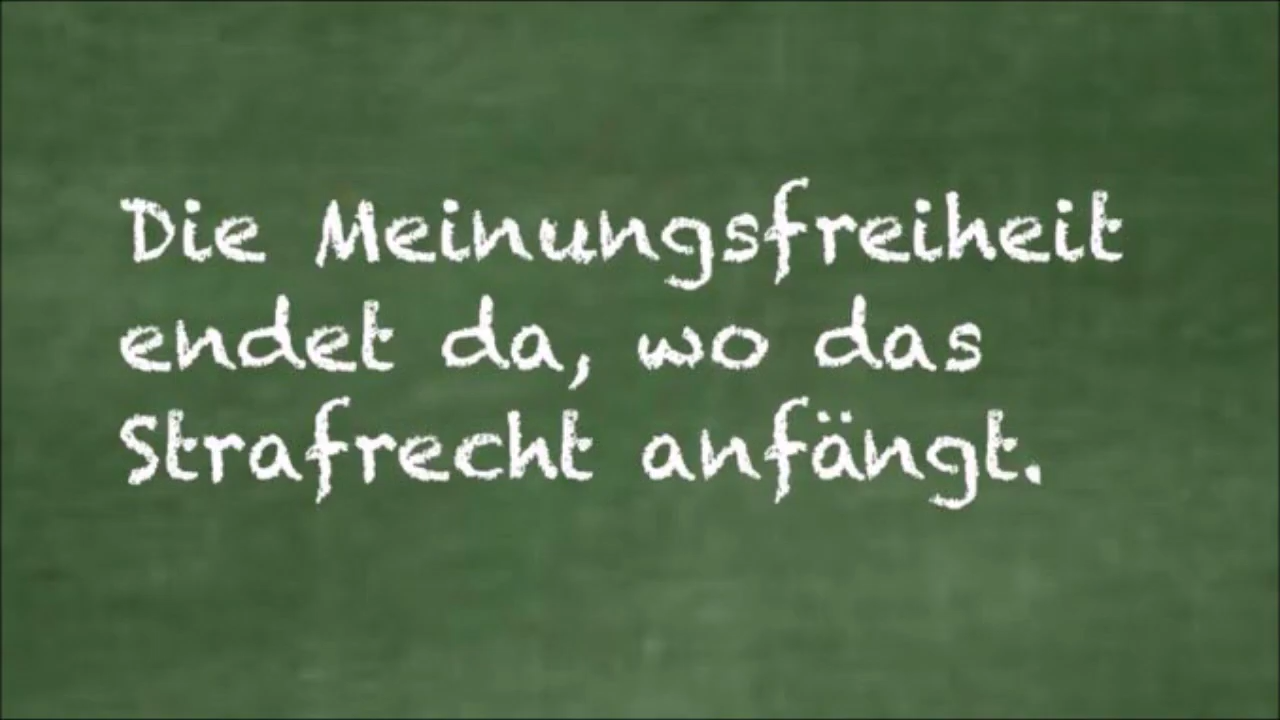 Die Meinungsfreiheit
endet da, wo das
Strafrecht anfängt.